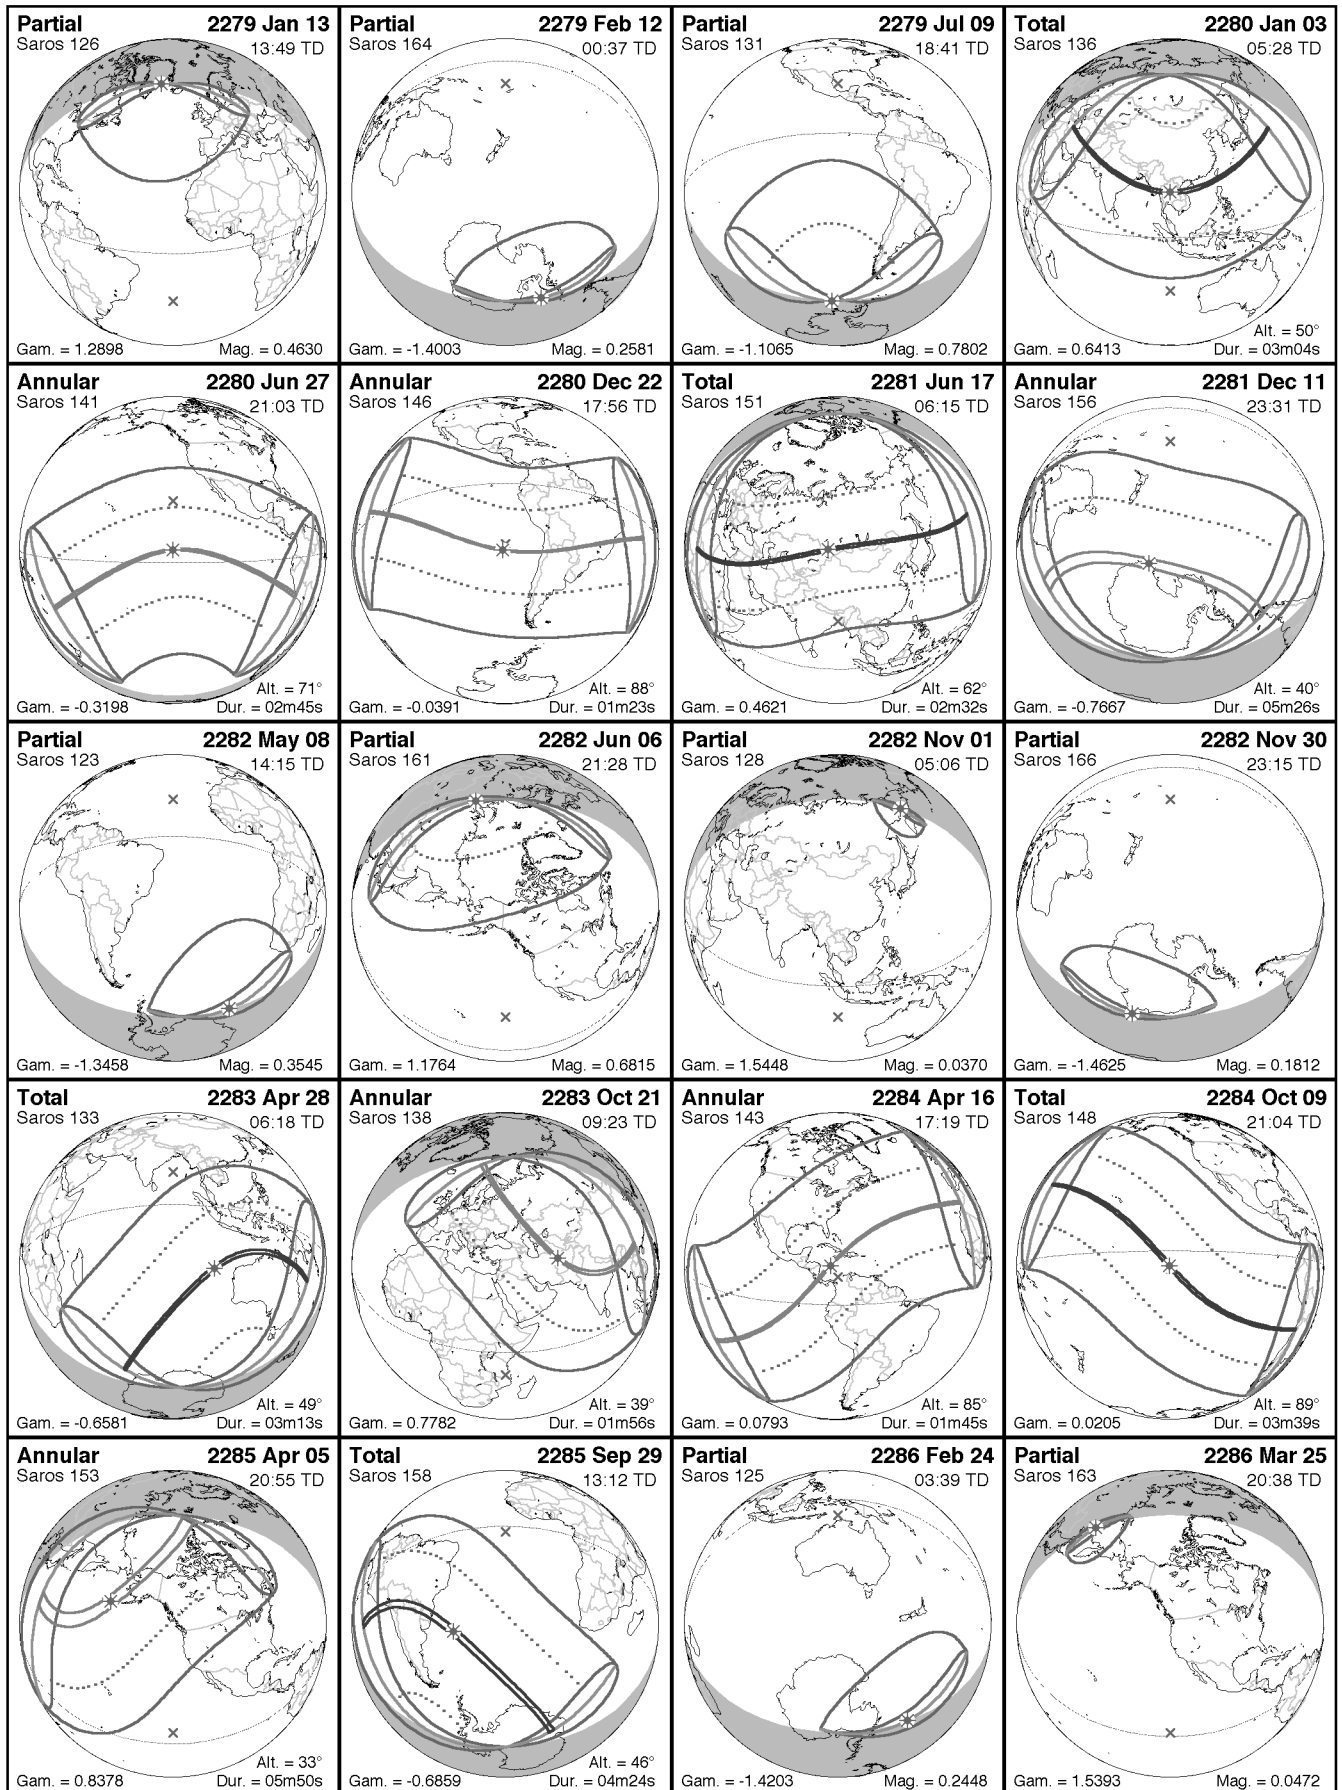 Partial 2279 Jan 13
Saros 126 13:49 TD
Gam. = 1.2898 Mag. = 0.4630
Partial 2279 Feb 12
Saros 164 00:37 TD
Gam. = -1.4003 Mag. = 0.2581
Partial 2279 Jul 09
Saros 131 18:41 TD
Gam. = -1.1065 Mag. = 0.7802
Total 2280 Jan 03
Saros 136 05:28 TD
Alt. = 50°
Gam. = 0.6413 Dur. = 03m04s
Annular 2280 Jun 27
Saros 141 21:03 TD
Alt. = 71°
Gam. = -0.3198 Dur. = 02m45s
Annular 2280 Dec 22
Saros 146 17:56 TD
Alt. = 88°
Gam. = -0.0391 Dur. = 01m23s
Total 2281 Jun 17
Saros 151 06:15 TD
Alt. = 62°
Gam. = 0.4621 Dur. = 02m32s
Annular 2281 Dec 11
Saros 156 23:31 TD
Alt. = 40°
Gam. = -0.7667 Dur. = 05m26s
Partial 2282 May 08
Saros 123 14:15 TD
Gam. = -1.3458 Mag. = 0.3545
Partial 2282 Jun 06
Saros 161 21:28 TD
Gam. = 1.1764 Mag. = 0.6815
Partial 2282 Nov 01
Saros 128 05:06 TD
Gam. = 1.5448 Mag. = 0.0370
Partial 2282 Nov 30
Saros 166 23:15 TD
Gam. = -1.4625 Mag. = 0.1812
Total 2283 Apr 28
Saros 133 06:18 TD
Alt. = 49°
Gam. = -0.6581 Dur. = 03m13s
Annular 2283 Oct 21
Saros 138 09:23 TD
Alt. = 39°
Gam. = 0.7782 Dur. = 01m56s
Annular 2284 Apr 16
Saros 143 17:19 TD
Alt. = 85°
Gam. = 0.0793 Dur. = 01m45s
Total 2284 Oct 09
Saros 148 21:04 TD
Alt. = 89°
Gam. = 0.0205 Dur. = 03m39s
Annular 2285 Apr 05
Saros 153 20:55 TD
Alt. = 33°
Gam. = 0.8378 Dur. = 05m50s
Total 2285 Sep 29
Saros 158 13:12 TD
Alt. = 46°
Gam. = -0.6859 Dur. = 04m24s
Partial 2286 Feb 24
Saros 125 03:39 TD
Gam. = -1.4203 Mag. = 0.2448
Partial 2286 Mar 25
Saros 163 20:38 TD
Gam. = 1.5393 Mag. = 0.0472